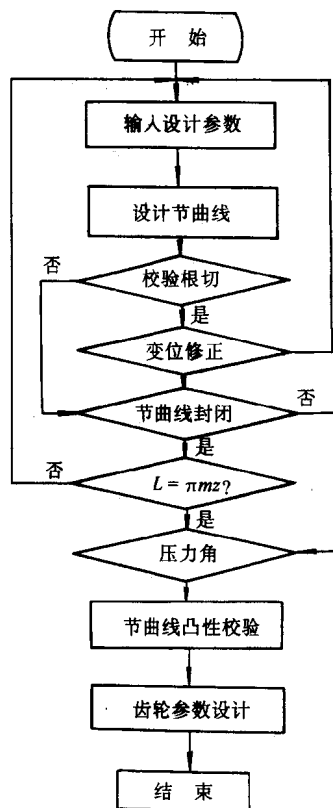 开 始
输入设计参数
设计节曲线
否
校验根切
是
变位修正
节曲线封闭
否
是
否
L = πmz?
是
压力角
节曲线凸性校验
齿轮参数设计
结 束